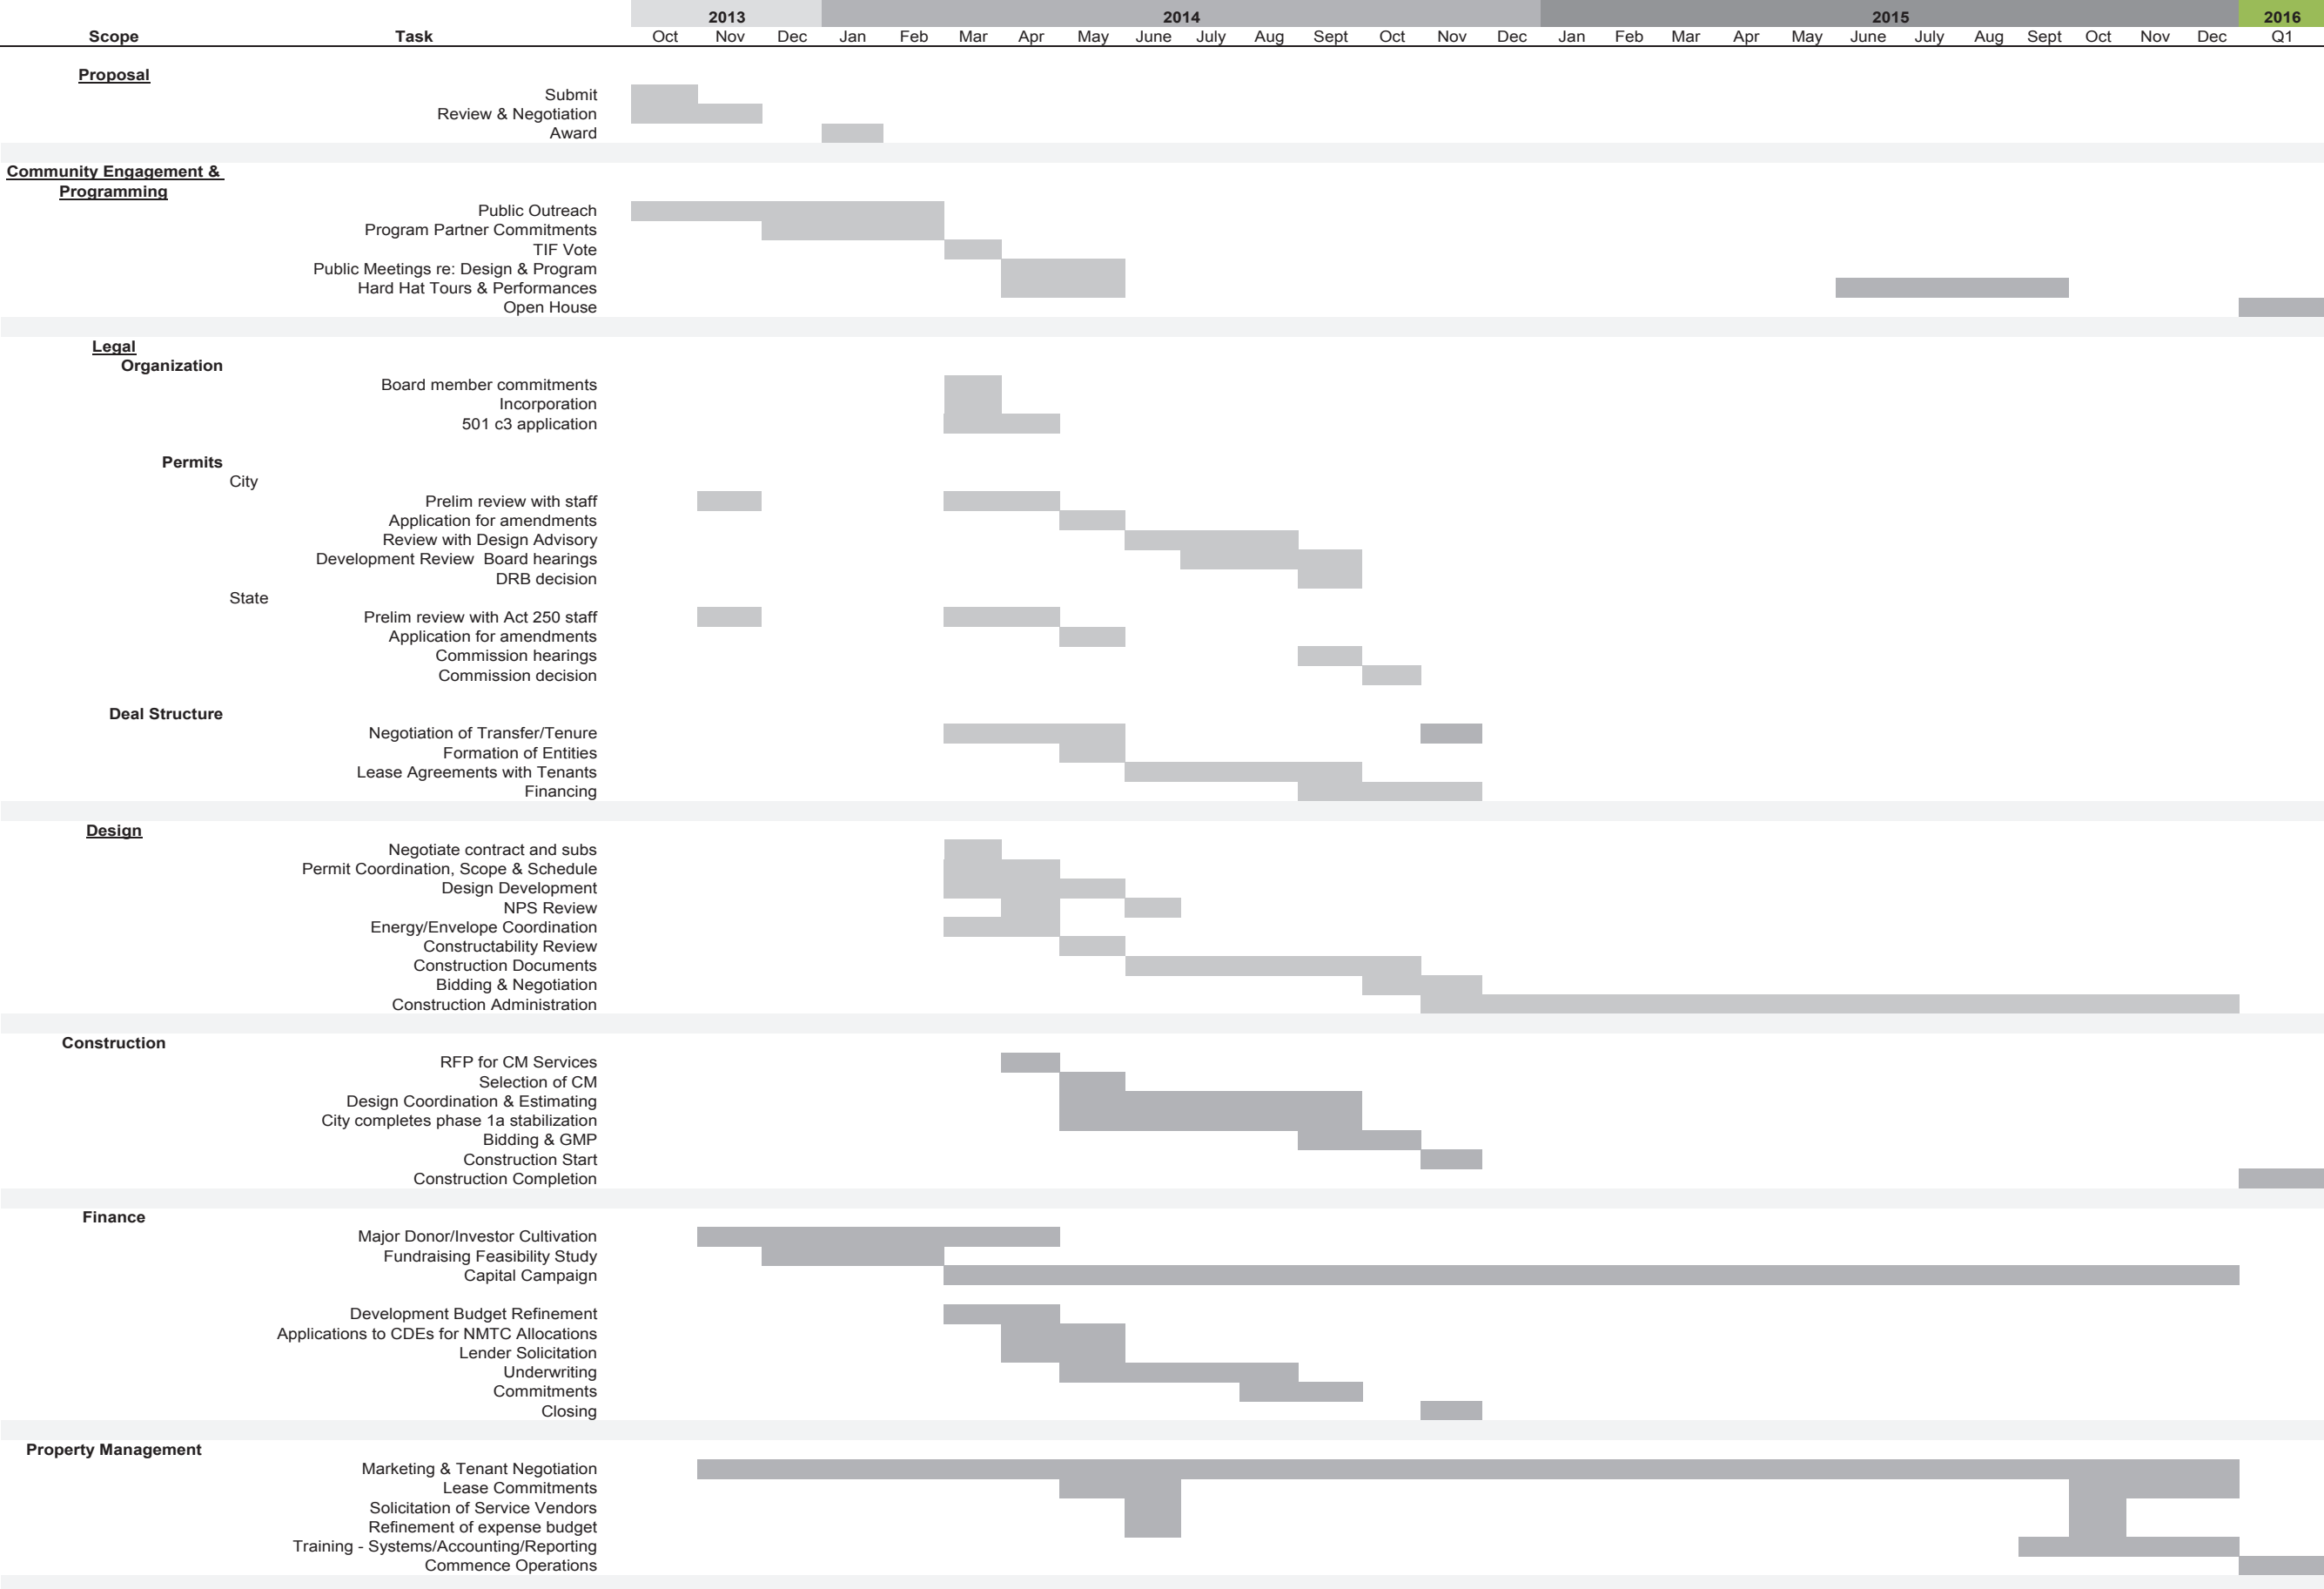 2013 2014 2015 2016
Scope Task Oct Nov Dec Jan Feb Mar Apr May June July Aug Sept Oct Nov Dec Jan Feb Mar Apr May June July Aug Sept Oct Nov Dec Q1
Proposal
Submit
Review & Negotiation
Award
Community Engagement &
Programming
Public Outreach
Program Partner Commitments
TIF Vote
Public Meetings re: Design & Program
Hard Hat Tours & Performances
Open House
Legal
Organization
Board member commitments
Incorporation
501 c3 application
Permits
City
Prelim review with staff
Application for amendments
Review with Design Advisory
Development Review Board hearings
DRB decision
State
Prelim review with Act 250 staff
Application for amendments
Commission hearings
Commission decision
Deal Structure
Negotiation of Transfer/Tenure
Formation of Entities
Lease Agreements with Tenants
Financing
Design
Negotiate contract and subs
Permit Coordination, Scope & Schedule
Design Development
NPS Review
Energy/Envelope Coordination
Constructability Review
Construction Documents
Bidding & Negotiation
Construction Administration
Construction
RFP for CM Services
Selection of CM
Design Coordination & Estimating
City completes phase 1a stabilization
Bidding & GMP
Construction Start
Construction Completion
Finance
Major Donor/Investor Cultivation
Fundraising Feasibility Study
Capital Campaign
Development Budget Refinement
Applications to CDEs for NMTC Allocations
Lender Solicitation
Underwriting
Commitments
Closing
Property Management
Marketing & Tenant Negotiation
Lease Commitments
Solicitation of Service Vendors
Refinement of expense budget
Training - Systems/Accounting/Reporting
Commence Operations